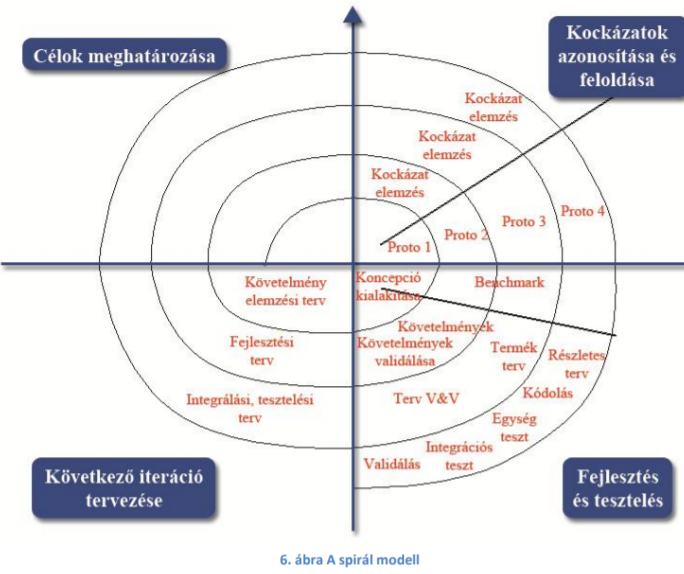 Célok meghatározása
Kockázatok
azonosítása és
feloldása
Kockázat
elemzés
Kockázat
elemzés
Kockázat
elemzés
Proto 1
Proto 2
Proto 3
Proto 4
Követelmény
elemzési terv
Koncepció
kialakítása
Benchmark
Fejlesztési
terv
Követelmények
Követelmények
validálása
Termék
terv
Részletes
terv
Integrálási, tesztelési
terv
Terv V&V
Kódolás
Egység
teszt
Integrációs
teszt
Validálás
Következő iteráció
tervezése
Fejlesztés
és tesztelés
6. ábra A spirál modell